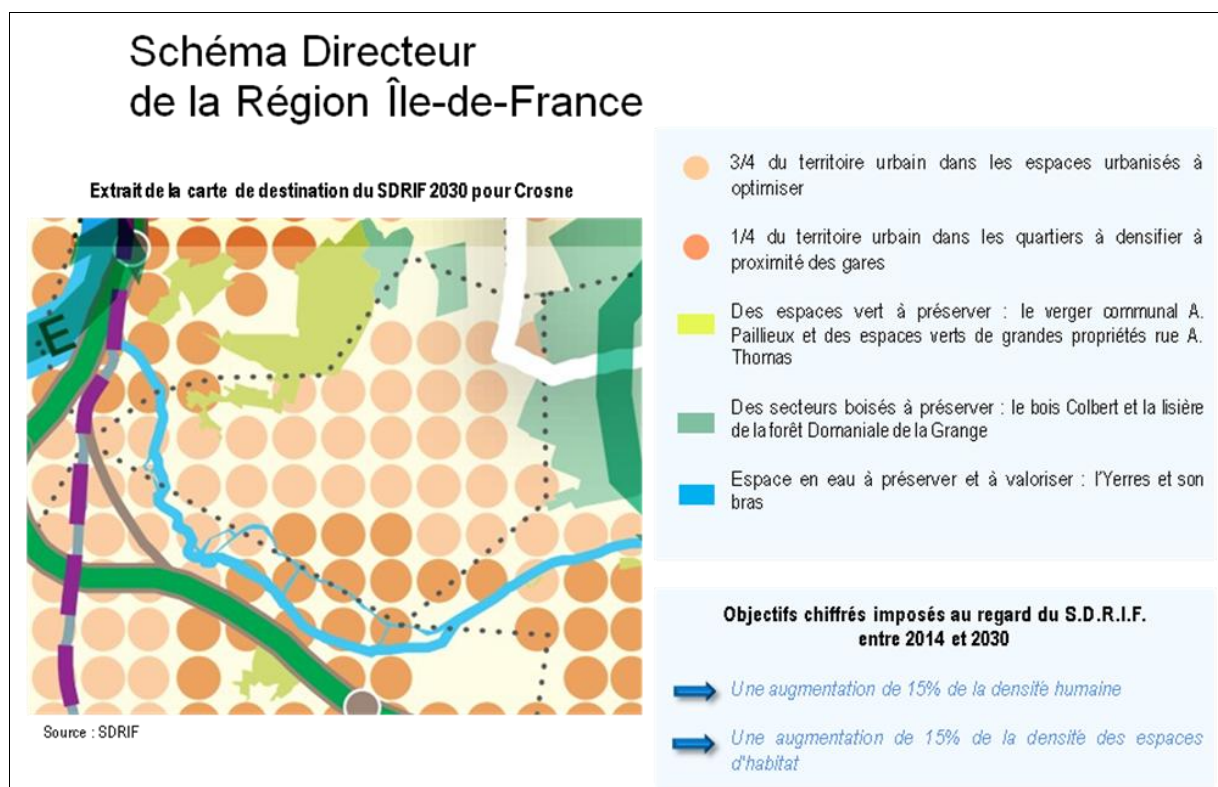 Schéma Directeur
de la Région Île-de-France
Extrait de la carte de destination du SDRIF 2030 pour Crosne
E
Source : SDRIF
3/4 du territoire urbain dans les espaces urbanisés à
optimiser
1/4 du territoire urbain dans les quartiers à densifier à
proximité des gares
Des espaces vert à préserver : le verger communal A.
Paillieux et des espaces verts de grandes propriétés rue A.
Thomas
Des secteurs boisés à préserver : le bois Colbert et la lisière
de la forêt Domaniale de la Grange
Espace en eau à préserver et à valoriser : l'Yerres et son
bras
Objectifs chiffrés imposés au regard du S.D.R.I.F.
entre 2014 et 2030
Une augmentation de 15% de la densité humaine
Une augmentation de 15% de la densité des espaces
d'habitat